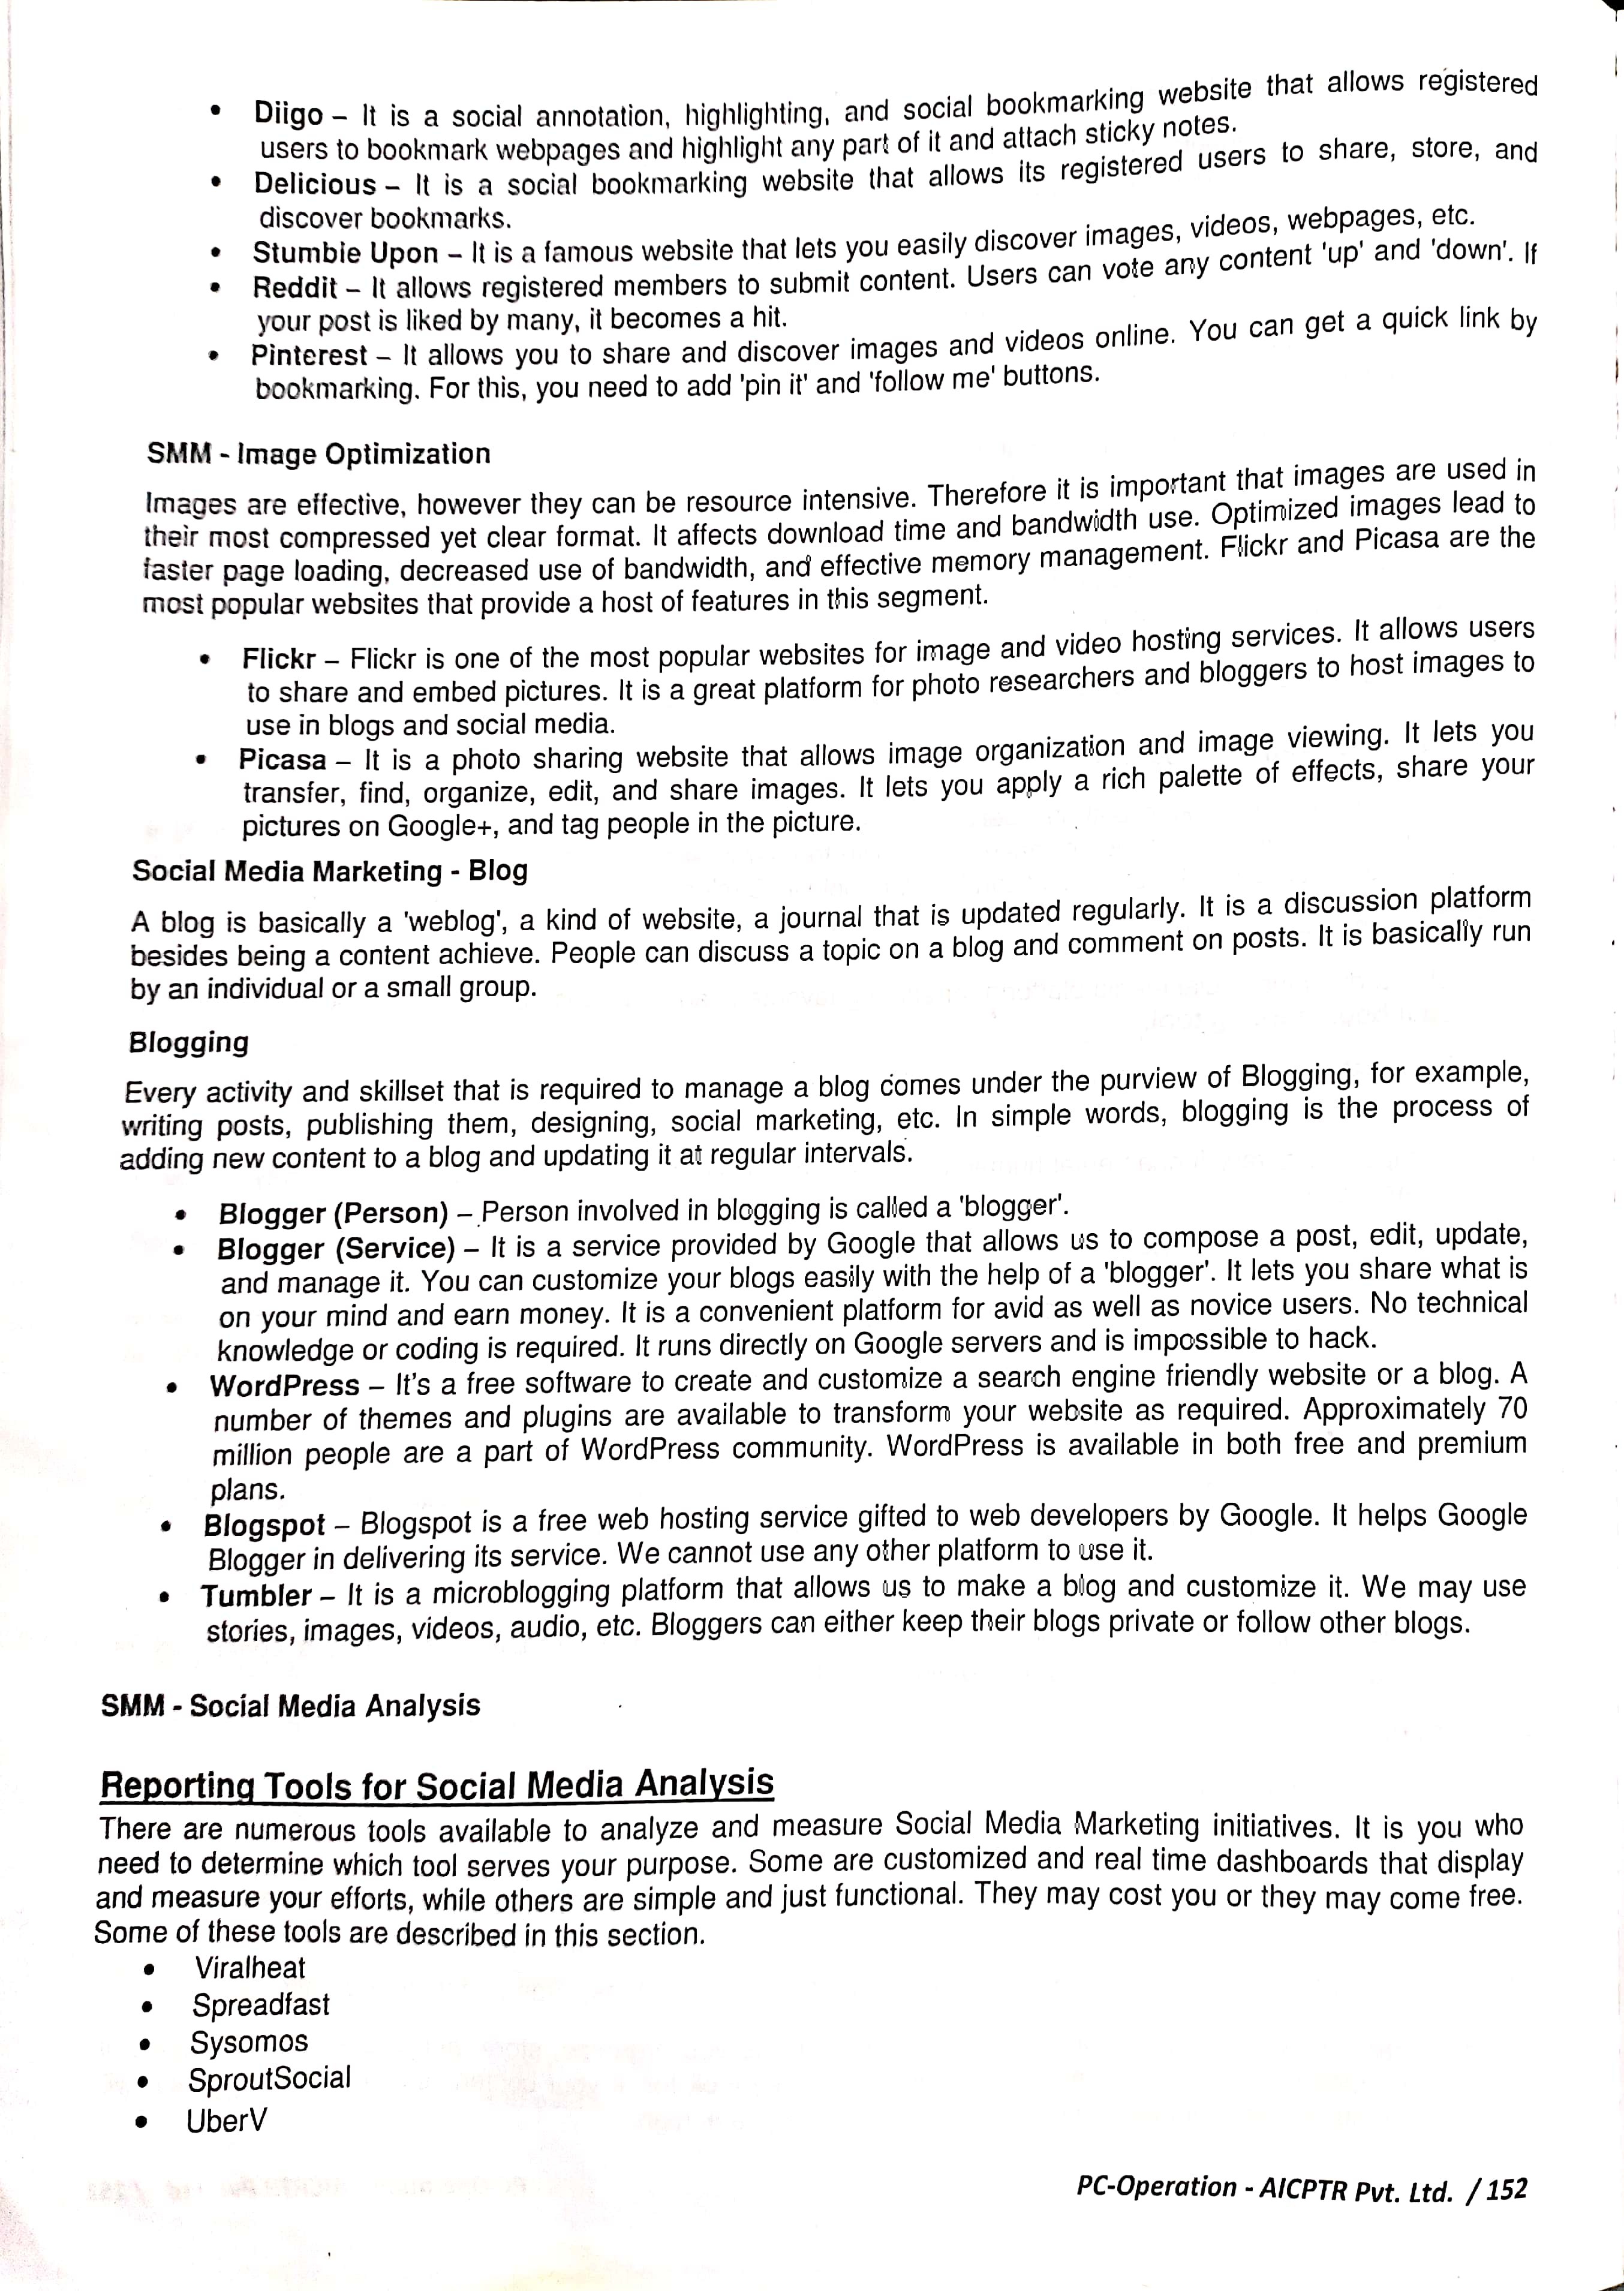 • Diigo – It is a social annotation, highlighting, and social bookmarking website that allows registered
users to bookmark webpages and highlight any part of it and attach sticky notes.
• Delicious – It is a social bookmarking website that allows its registered users to share, store, and
discover bookmarks.
• Stumble Upon – It is a famous website that lets you easily discover images, videos, webpages, etc.
• Reddit – It allows registered members to submit content. Users can vote any content 'up' and 'down'. If
your post is liked by many, it becomes a hit.
• Pinterest – It allows you to share and discover images and videos online. You can get a quick link by
bookmarking. For this, you need to add 'pin it' and 'follow me' buttons.
SMM - Image Optimization
Images are effective, however they can be resource intensive. Therefore it is important that images are used in
their most compressed yet clear format. It affects download time and bandwidth use. Optimized images lead to
faster page loading, decreased use of bandwidth, and effective memory management. Flickr and Picasa are the
most popular websites that provide a host of features in this segment.
• Flickr – Flickr is one of the most popular websites for image and video hosting services. It allows users
to share and embed pictures. It is a great platform for photo researchers and bloggers to host images to
use in blogs and social media.
• Picasa – It is a photo sharing website that allows image organization and image viewing. It lets you
transfer, find, organize, edit, and share images. It lets you apply a rich palette of effects, share your
pictures on Google+, and tag people in the picture.
Social Media Marketing - Blog
A blog is basically a 'weblog', a kind of website, a journal that is updated regularly. It is a discussion platform
besides being a content achieve. People can discuss a topic on a blog and comment on posts. It is basically run
by an individual or a small group.
Blogging
Every activity and skillset that is required to manage a blog comes under the purview of Blogging, for example,
writing posts, publishing them, designing, social marketing, etc. In simple words, blogging is the process of
adding new content to a blog and updating it at regular intervals.
• Blogger (Person) – Person involved in blogging is called a 'blogger'.
• Blogger (Service) – It is a service provided by Google that allows us to compose a post, edit, update,
and manage it. You can customize your blogs easily with the help of a 'blogger'. It lets you share what is
on your mind and earn money. It is a convenient platform for avid as well as novice users. No technical
knowledge or coding is required. It runs directly on Google servers and is impossible to hack.
• WordPress – It's a free software to create and customize a search engine friendly website or a blog. A
number of themes and plugins are available to transform your website as required. Approximately 70
million people are a part of WordPress community. WordPress is available in both free and premium
plans.
• Blogspot – Blogspot is a free web hosting service gifted to web developers by Google. It helps Google
Blogger in delivering its service. We cannot use any other platform to use it.
• Tumbler – It is a microblogging platform that allows us to make a blog and customize it. We may use
stories, images, videos, audio, etc. Bloggers can either keep their blogs private or follow other blogs.
SMM - Social Media Analysis
Reporting Tools for Social Media Analysis
There are numerous tools available to analyze and measure Social Media Marketing initiatives. It is you who
need to determine which tool serves your purpose. Some are customized and real time dashboards that display
and measure your efforts, while others are simple and just functional. They may cost you or they may come free.
Some of these tools are described in this section.
• Viralheat
• Spreadfast
• Sysomos
• SproutSocial
• UberV
PC-Operation - AICPTR Pvt. Ltd. / 152